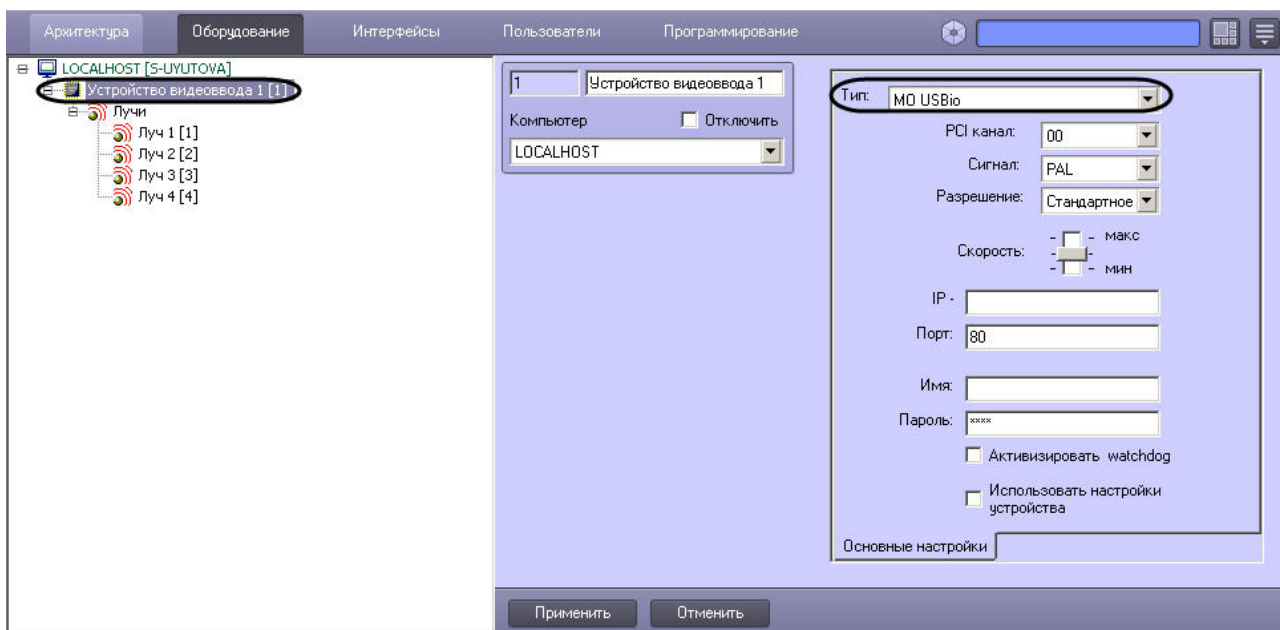 Архитектура Оборудование Интерфейсы Пользователи Программирование
LOCALHOST [S-UYUTOVA]
Устройство видеоввода 1 [1]
Лучи
Луч 1 [1]
Луч 2 [2]
Луч 3 [3]
Луч 4 [4]
1 Устройство видеоввода 1
Компьютер Отключить
LOCALHOST
Тип: MO USBio
PCI канал: 00
Сигнал: PAL
Разрешение: Стандартное
- - макс
Скорость: - -
- - мин
IP -
Порт: 80
Имя:
Пароль: ××××
Активизировать watchdog
Использовать настройки
устройства
Основные настройки
Применить Отменить